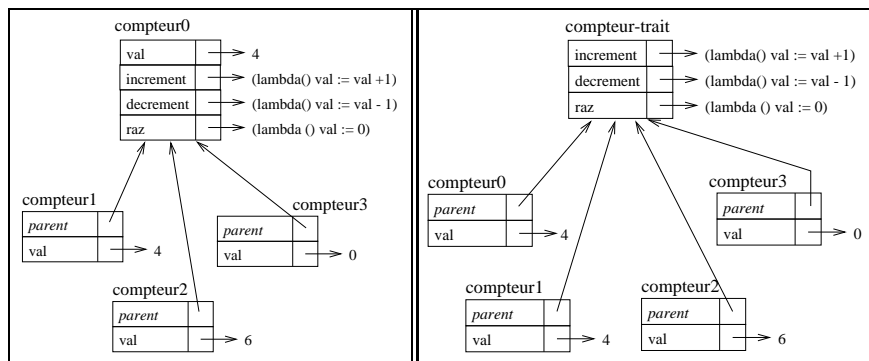 compteur0
val 4
increment (lambda() val := val +1)
decrement (lambda() val := val - 1)
raz (lambda () val := 0)
compteur1
parent
val 4
compteur3
parent
val 0
compteur2
parent
val 6
compteur-trait
increment (lambda() val := val +1)
decrement (lambda() val := val - 1)
raz (lambda () val := 0)
compteur0
parent
val 4
compteur3
parent
val 0
compteur1
parent
val 4
compteur2
parent
val 6